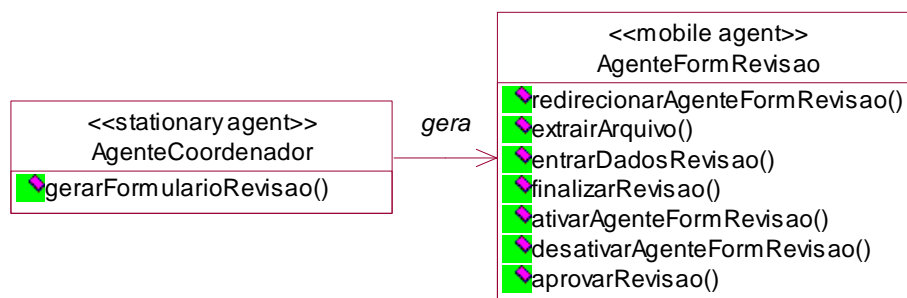 <<stationary agent>>
AgenteCoordenador
gerarFormularioRevisao()
gera
<<mobile agent>>
AgenteFormRevisao
redirecionarAgenteFormRevisao()
extrairArquivo()
entrarDadosRevisao()
finalizarRevisao()
ativarAgenteFormRevisao()
desativarAgenteFormRevisao()
aprovarRevisao()